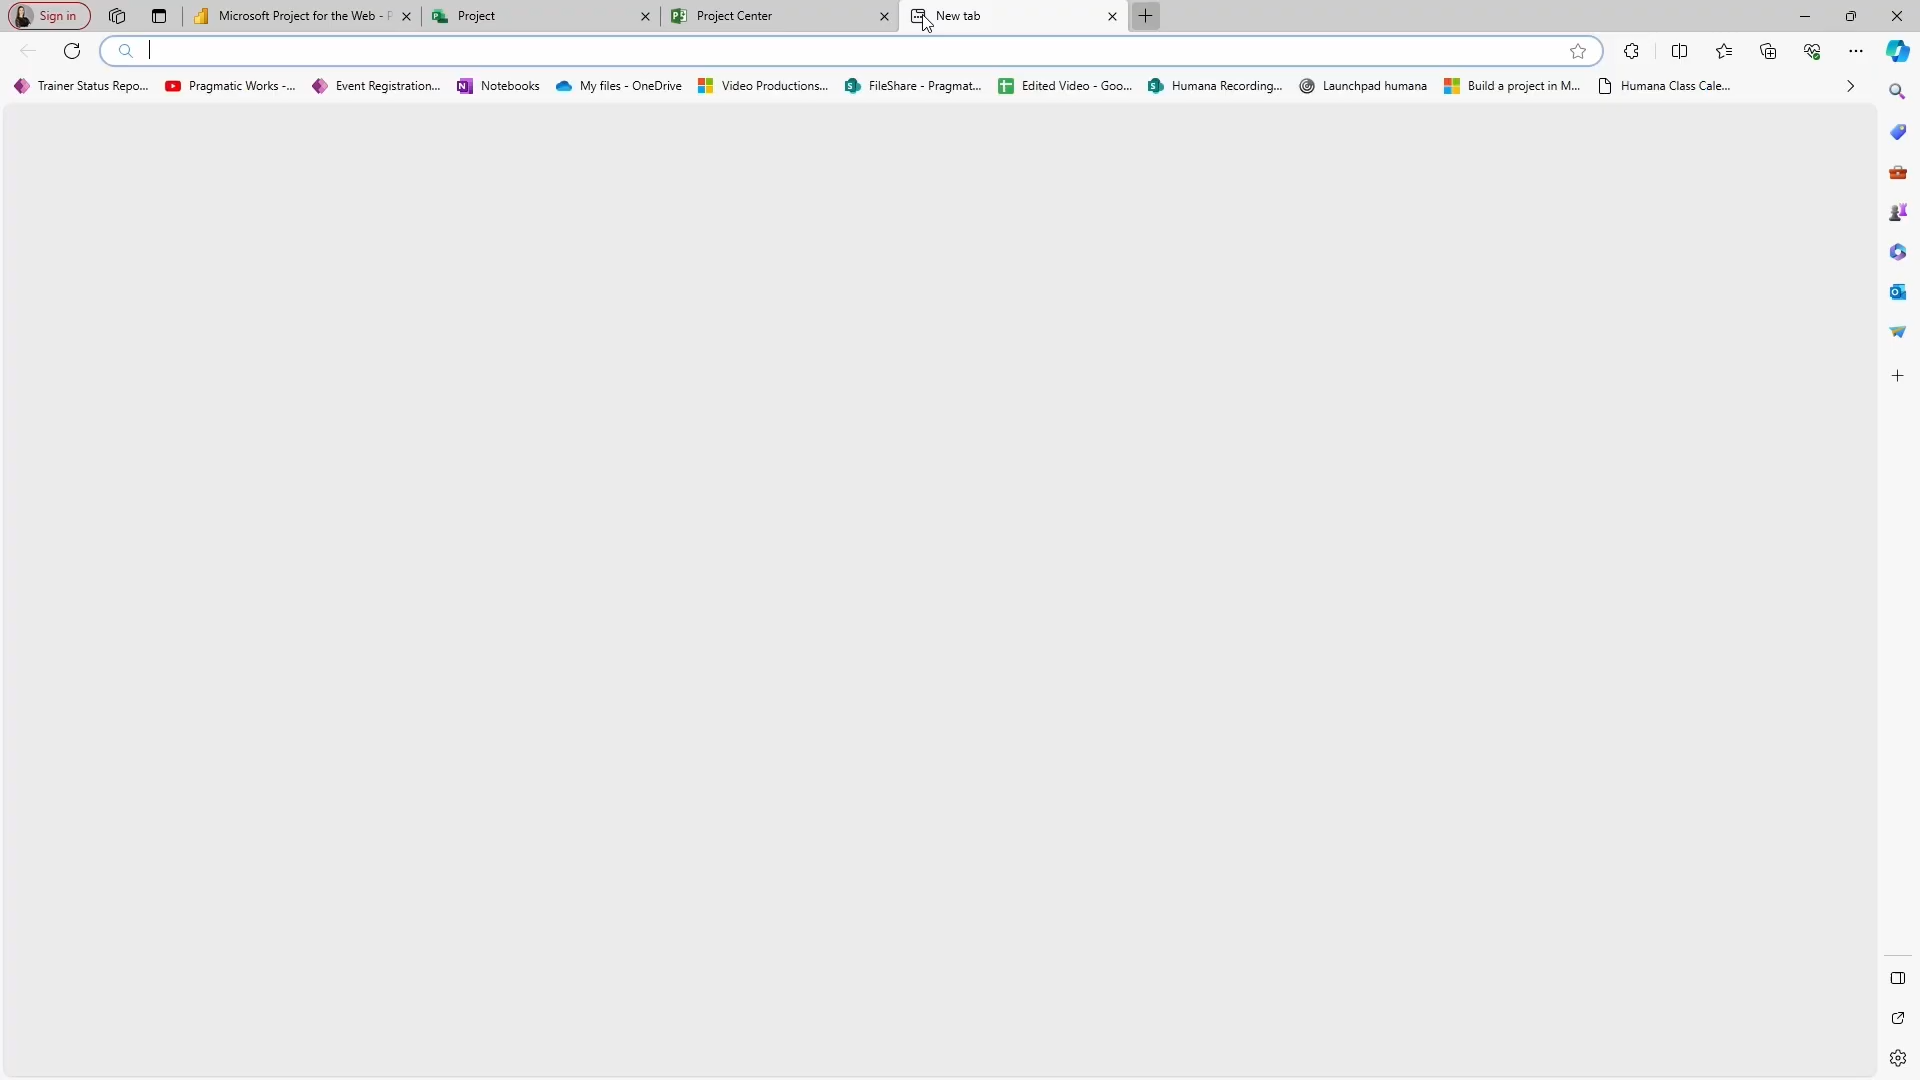 Sign in
Microsoft Project for the Web - P
Project
Project Center
New tab
Trainer Status Repo...
Pragmatic Works -...
Event Registration...
Notebooks
My files - OneDrive
Video Productions...
FileShare - Pragmat...
Edited Video - Goo...
Humana Recording...
Launchpad humana
Build a project in M...
Humana Class Cale...